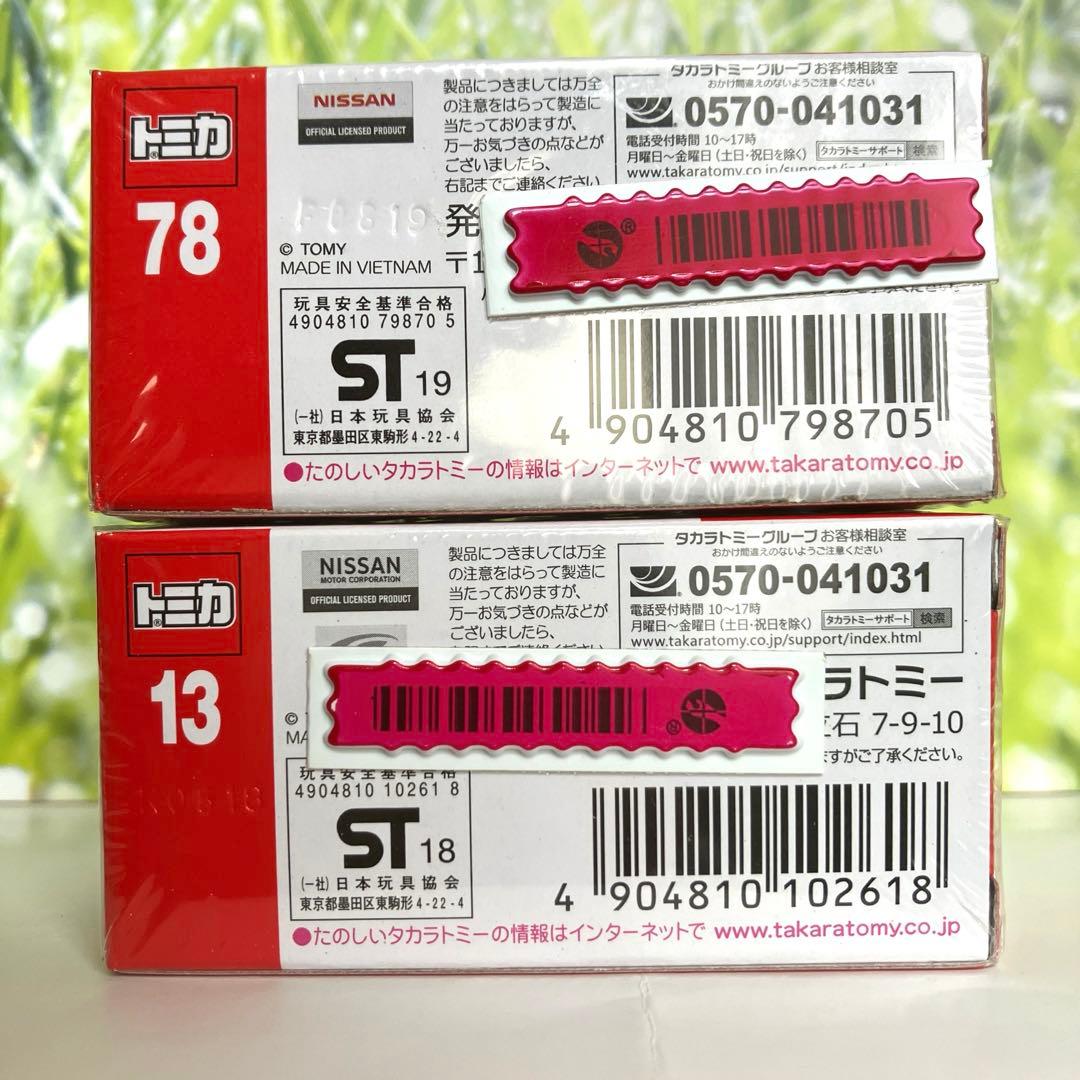 トミカ
78
NISSAN
OFFICIAL LICENSED PRODUCT
製品につきましては万全
の注意をはらって製造に
当たっておりますが、
万一お気づきの点などが
ございましたら、
右記までご連絡ください
タカラトミーグループお客様相談室
おかけ間違えのないようご注意ください
0570-041031
電話受付時間 10〜17時
月曜日〜金曜日(土日・祝日を除く) タカラトミーサポート 検索
www.takaratomy.co.jp/support/index
F0819
発
© TOMY
MADE IN VIETNAM
〒1
玩具安全基準合格
4904810 79870 5
ST 19
(一社)日本玩具協会
東京都墨田区東駒形4-22-4
4 904810 798705
●たのしいタカラトミーの情報はインターネットで www.takaratomy.co.jp
トミカ
13
NISSAN
MOTOR CORPORATION
OFFICIAL LICENSED PRODUCT
製品につきましては万全
の注意をはらって製造に
当たっておりますが、
万一お気づきの点などが
ございましたら、
タカラトミーグループお客様相談室
おかけ間違えのないようご注意ください
0570-041031
電話受付時間 10〜17時
月曜日〜金曜日(土日・祝日を除く) タカラトミーサポート 検索
www.takaratomy.co.jp/support/index.html
ラトミー
石 7-9-10
ますがご了承ください。
©
MA
玩具安全基準合格
4904810 10261 8
ST 18
(一社)日本玩具協会
東京都墨田区東駒形4-22-4
4 904810 102618
●たのしいタカラトミーの情報はインターネットで www.takaratomy.co.jp